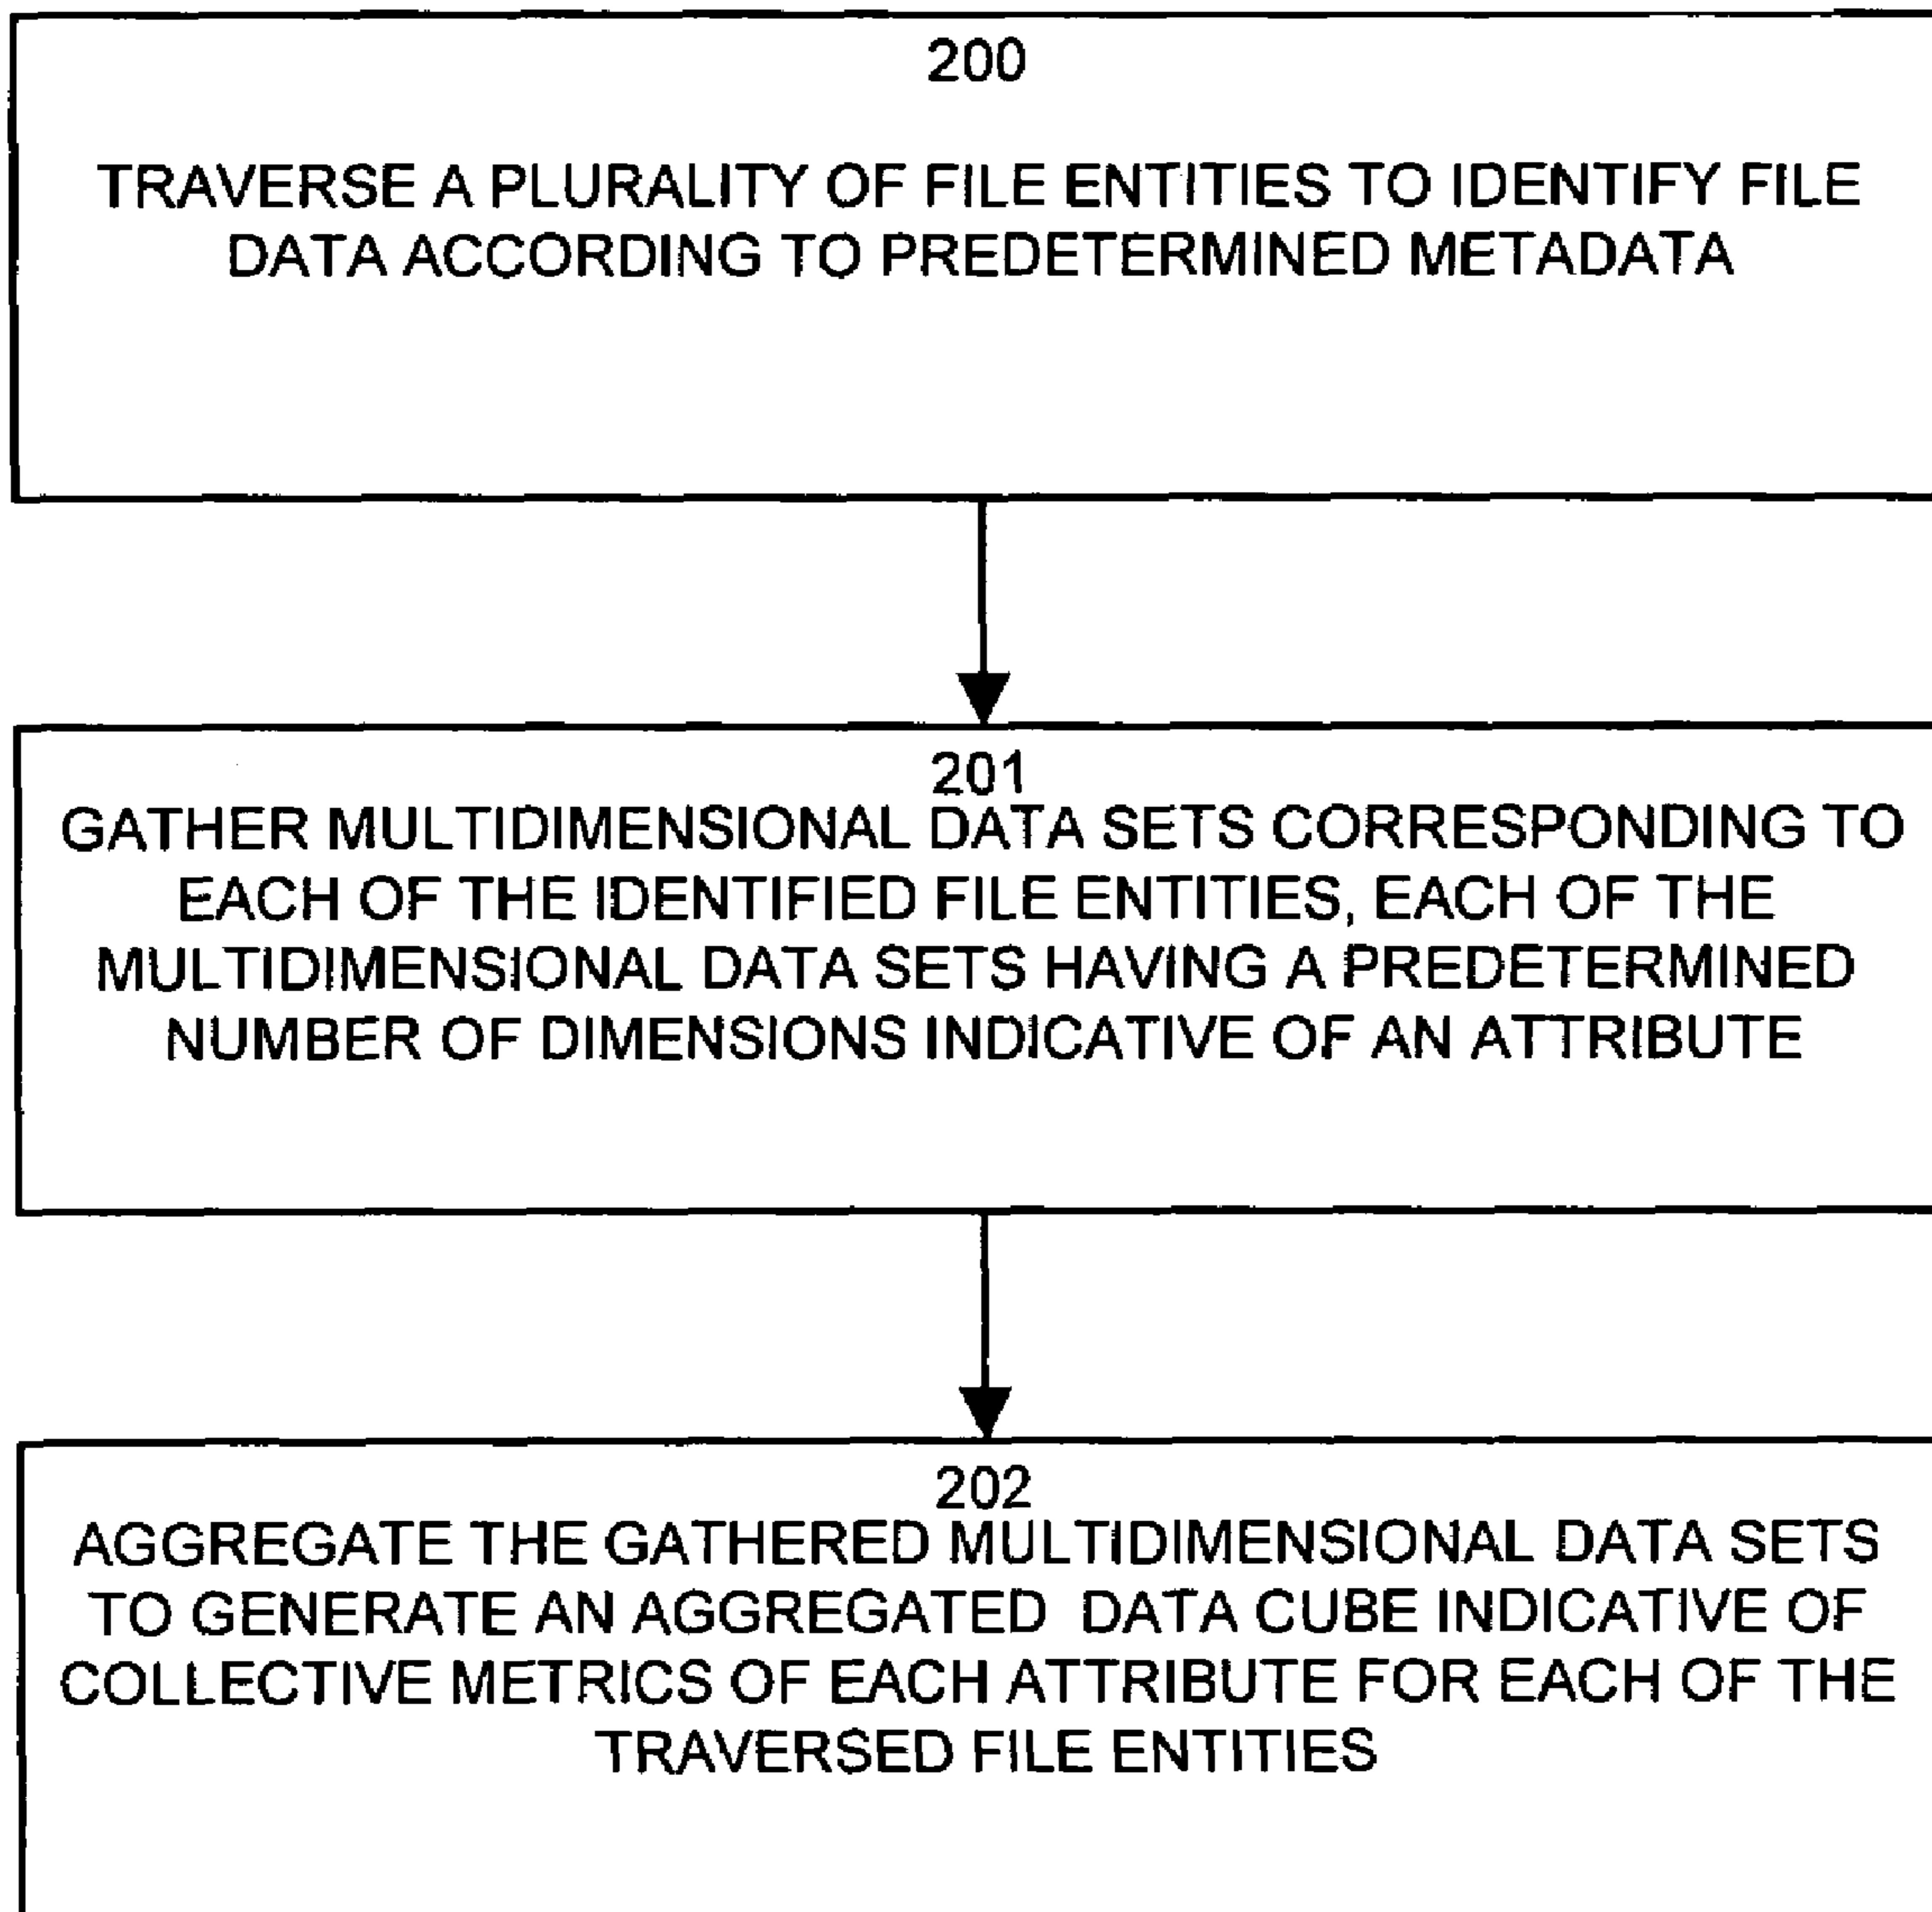 200
TRAVERSE A PLURALITY OF FILE ENTITIES TO IDENTIFY FILE
DATA ACCORDING TO PREDETERMINED METADATA
201
GATHER MULTIDIMENSIONAL DATA SETS CORRESPONDING TO
EACH OF THE IDENTIFIED FILE ENTITIES, EACH OF THE
MULTIDIMENSIONAL DATA SETS HAVING A PREDETERMINED
NUMBER OF DIMENSIONS INDICATIVE OF AN ATTRIBUTE
202
AGGREGATE THE GATHERED MULTIDIMENSIONAL DATA SETS
TO GENERATE AN AGGREGATED DATA CUBE INDICATIVE OF
COLLECTIVE METRICS OF EACH ATTRIBUTE FOR EACH OF THE
TRAVERSED FILE ENTITIES